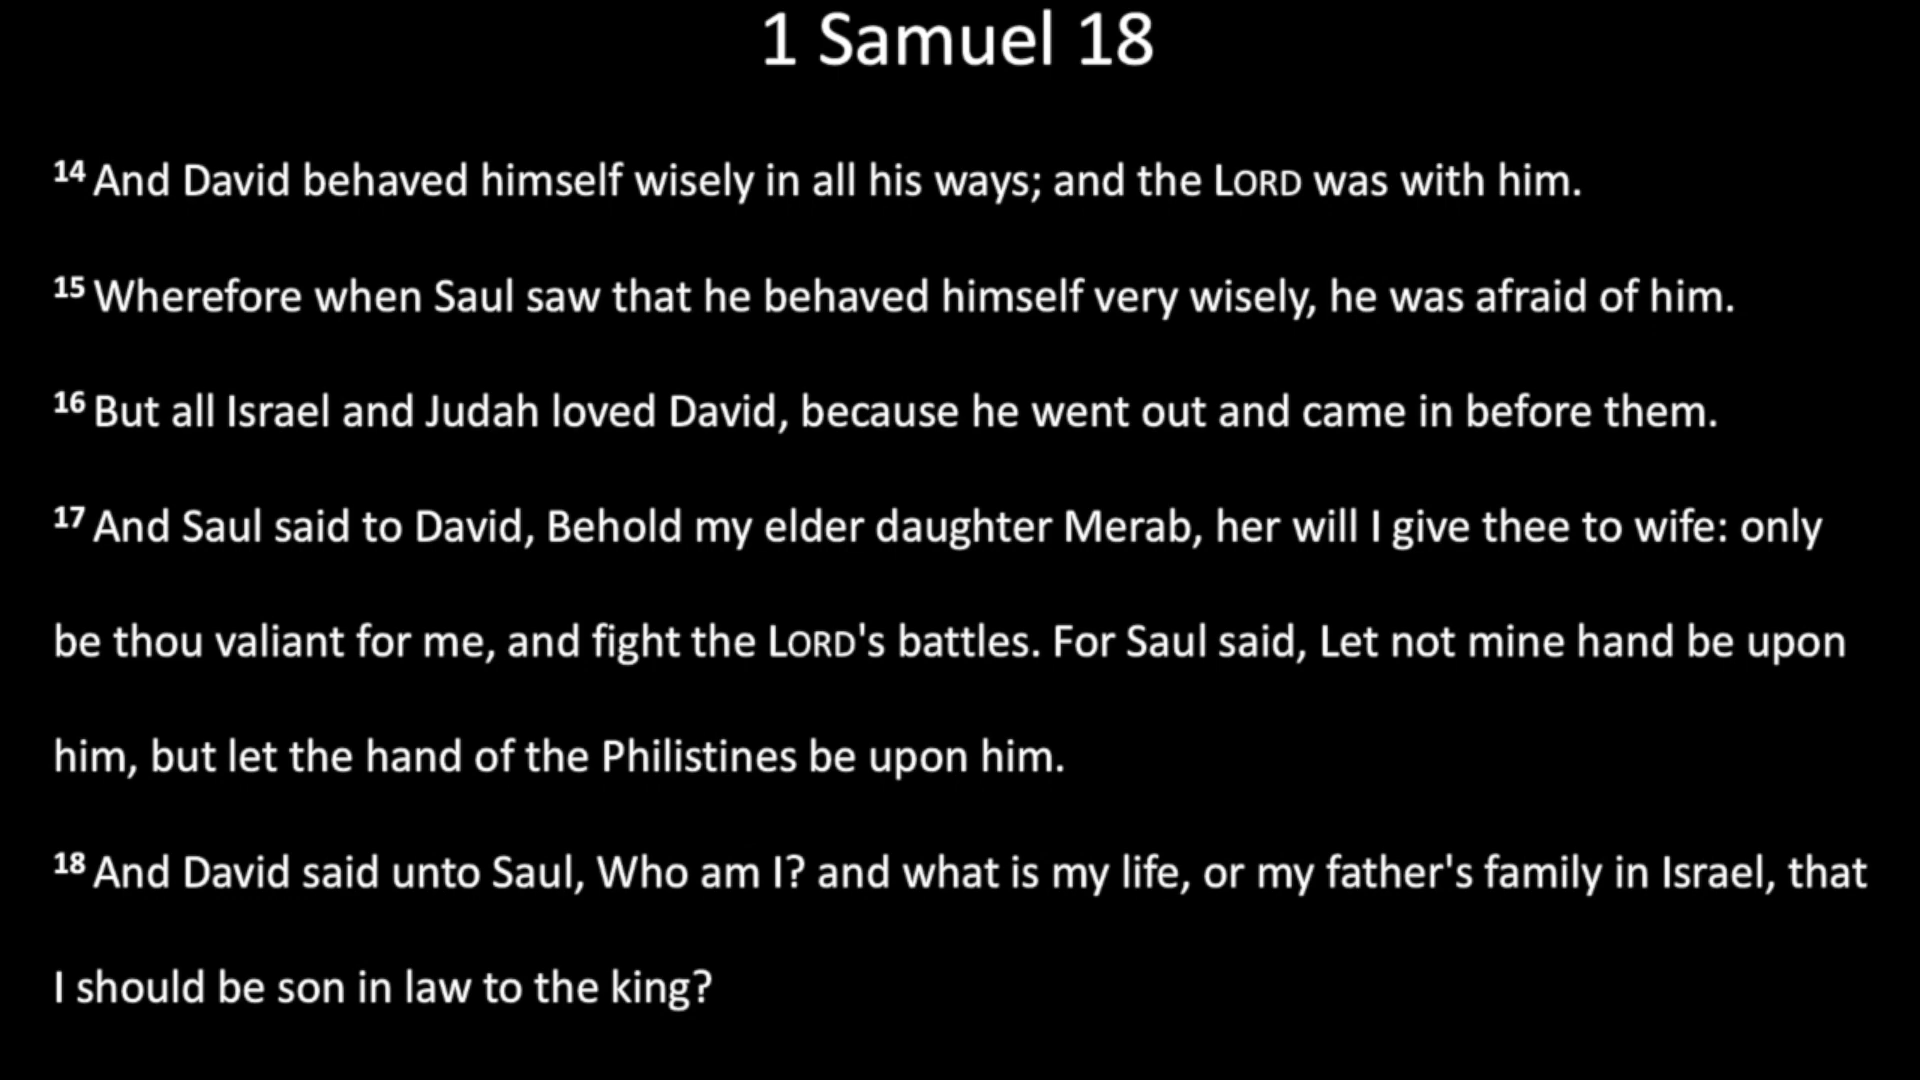 1 Samuel 18
14 And David behaved himself wisely in all his ways; and the LORD was with him.
15 Wherefore when Saul saw that he behaved himself very wisely, he was afraid of him.
16 But all Israel and Judah loved David, because he went out and came in before them.
17 And Saul said to David, Behold my elder daughter Merab, her will I give thee to wife: only
be thou valiant for me, and fight the LORD's battles. For Saul said, Let not mine hand be upon
him, but let the hand of the Philistines be upon him.
18 And David said unto Saul, Who am I? and what is my life, or my father's family in Israel, that
I should be son in law to the king?